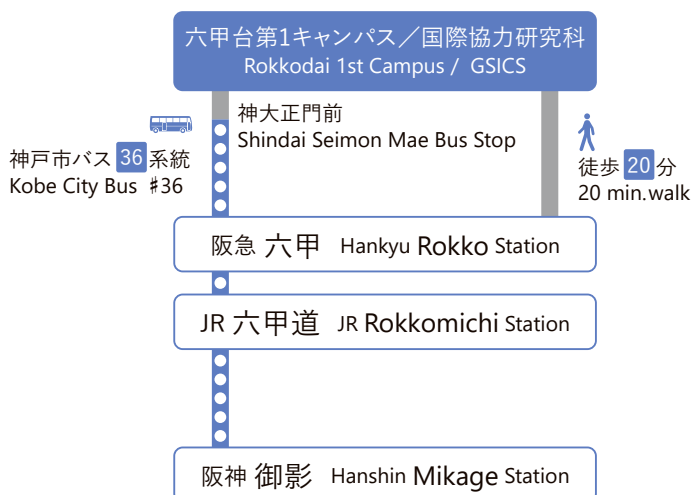 六甲台第1キャンパス／国際協力研究科
Rokkodai 1st Campus / GSICS
神大正門前
Shindai Seimon Mae Bus Stop
神戸市バス 36 系統
Kobe City Bus ♯36
徒歩 20 分
20 min.walk
阪急 六甲 Hankyu Rokko Station
JR 六甲道 JR Rokkomichi Station
阪神 御影 Hanshin Mikage Station